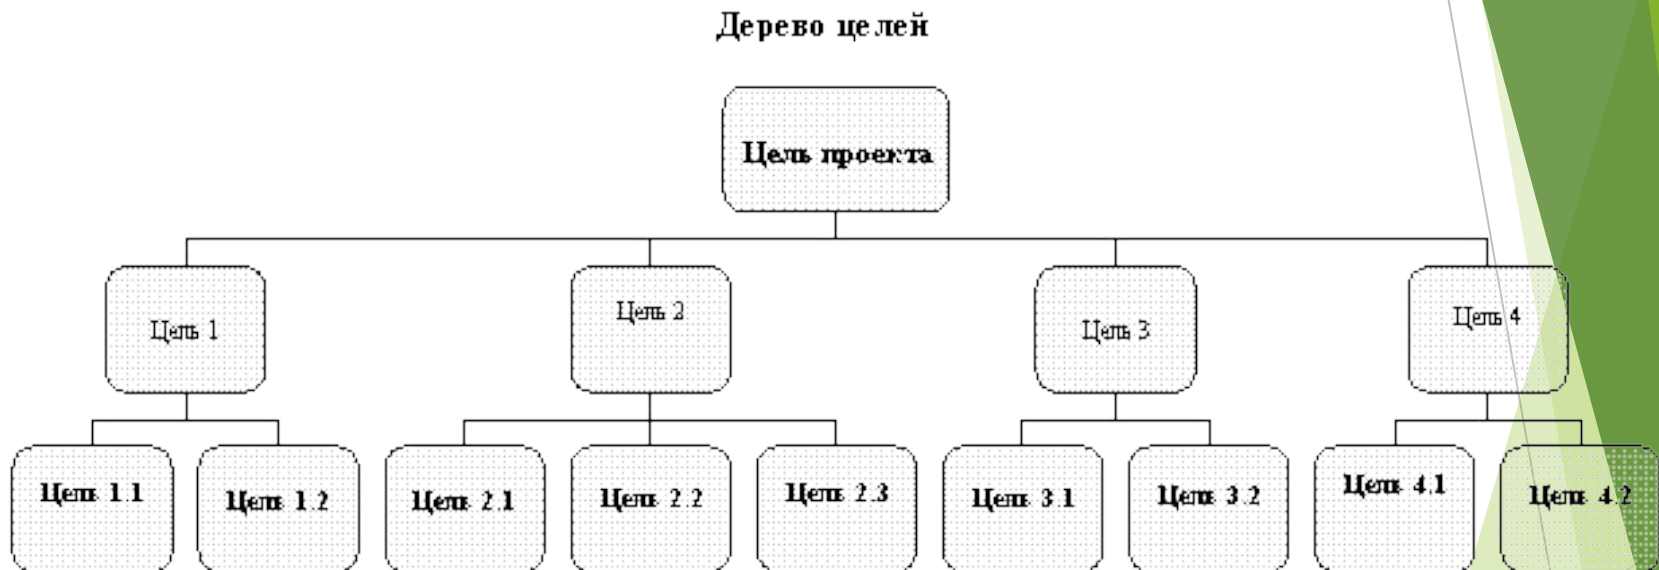 Дерево целей
Цель проекта
Цель 1
Цель 2
Цель 3
Цель 4
Цель 1.1
Цель 1.2
Цель 2.1
Цель 2.2
Цель 2.3
Цель 3.1
Цель 3.2
Цель 4.1
Цель 4.2